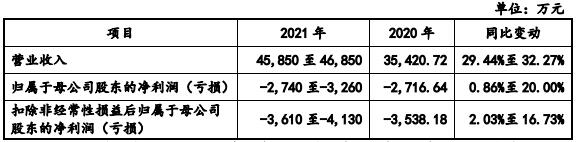 单位：万元
项目 2021 年 2020 年 同比变动
营业收入 45,850 至 46,850 35,420.72 29.44%至 32.27%
归属于母公司股东的净利润（亏损） -2,740 至-3,260 -2,716.64 0.86%至 20.00%
扣除非经常性损益后归属于母公司
股东的净利润（亏损） -3,610 至-4,130 -3,538.18 2.03%至 16.73%